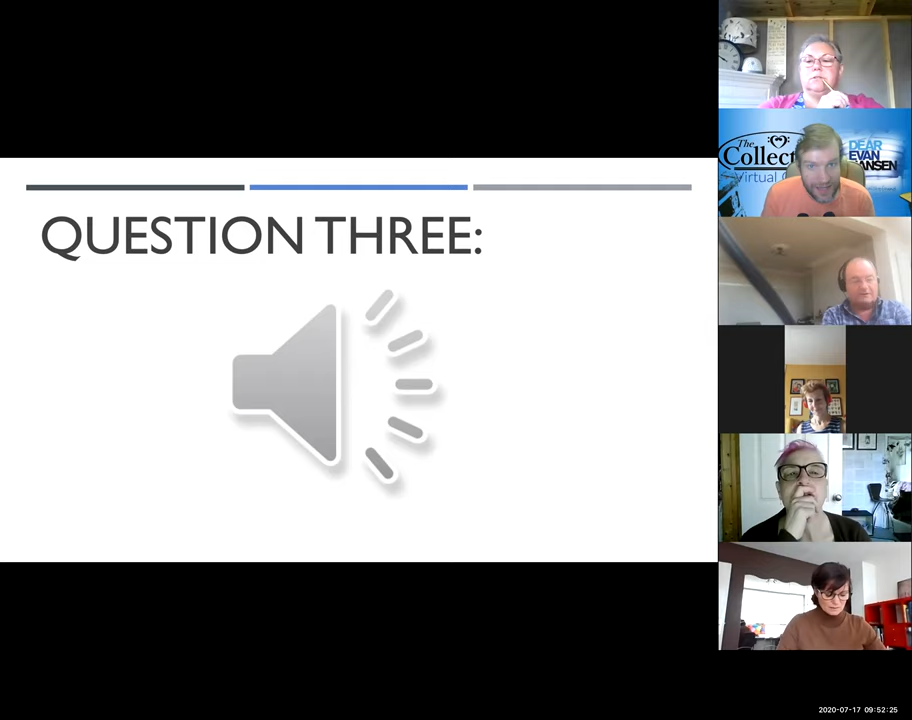 QUESTION THREE:
The
Collect
Virtual
DEAR
EVAN
HANSEN
2020-07-17 09:52:25